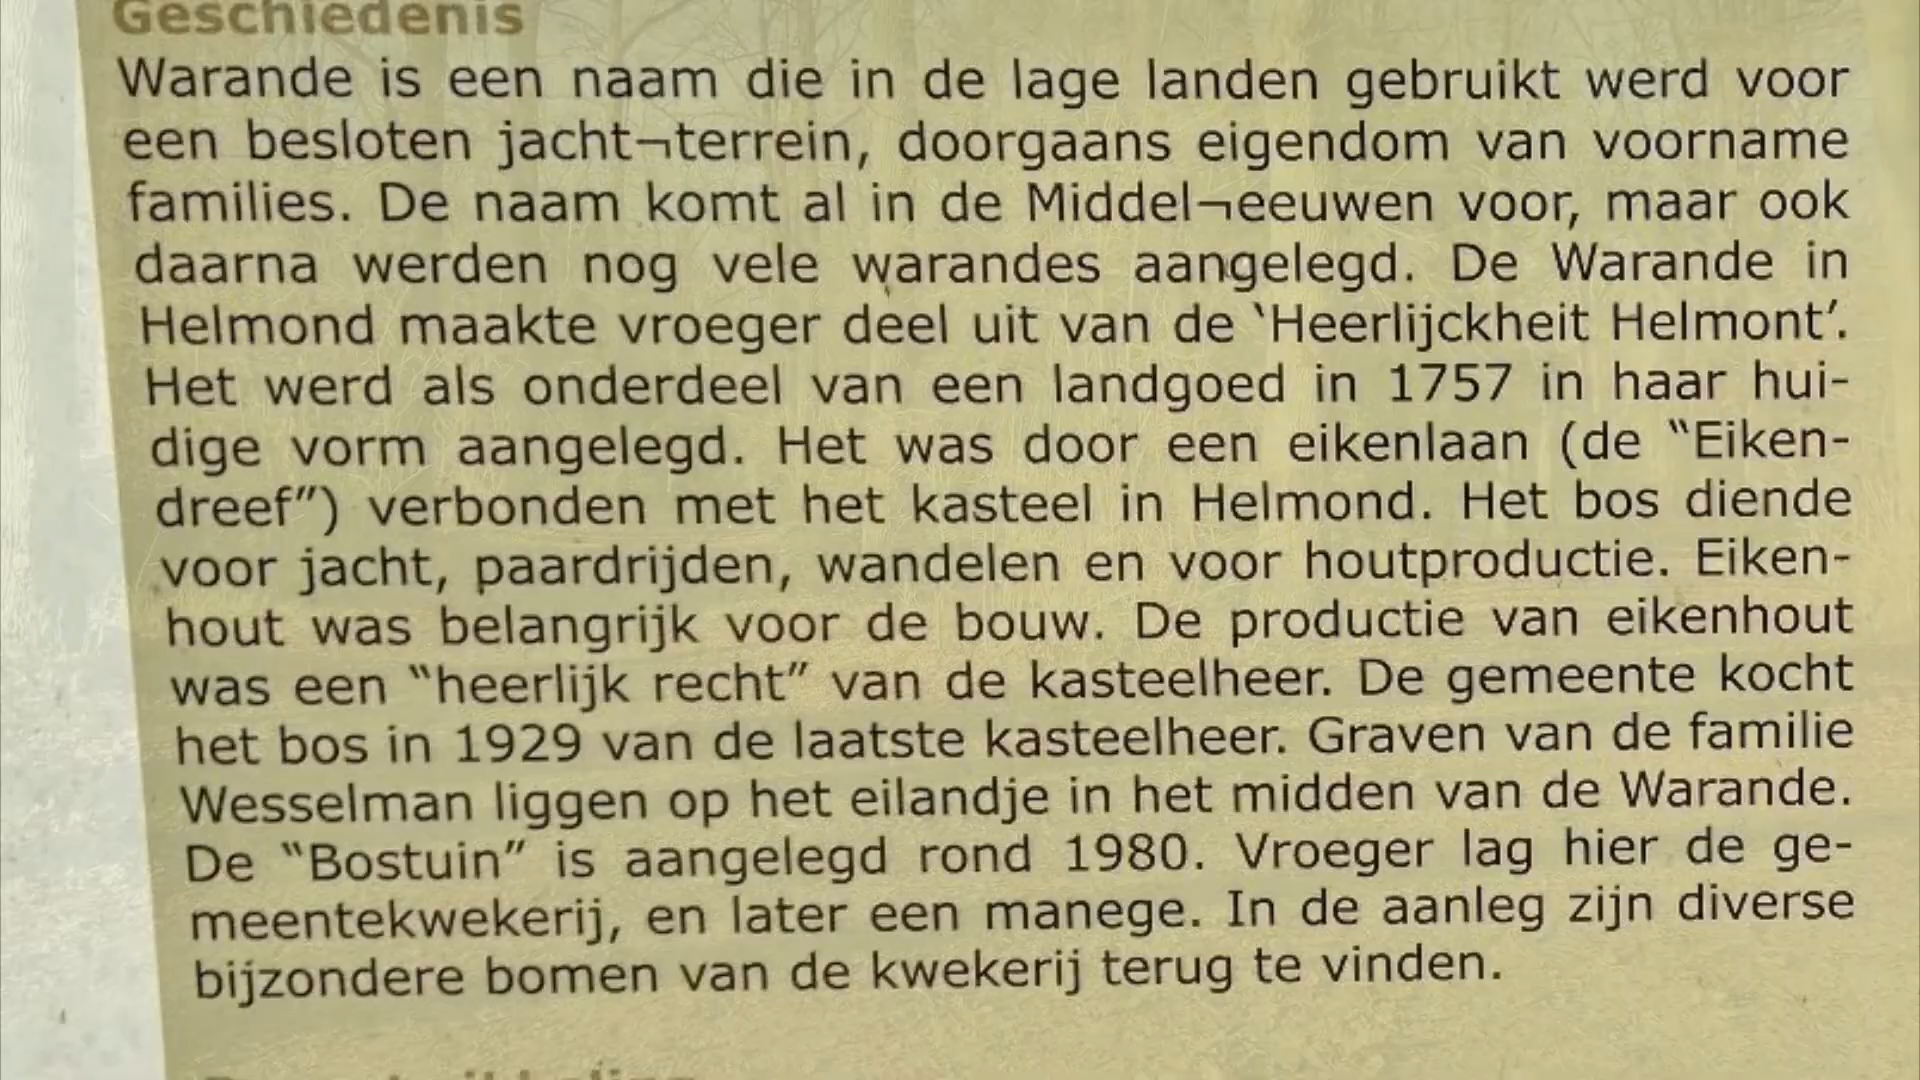 Geschiedenis
Warande is een naam die in de lage landen gebruikt werd voor
een besloten jacht¬terrein, doorgaans eigendom van voorname
families. De naam komt al in de Middel¬eeuwen voor, maar ook
daarna werden nog vele warandes aangelegd. De Warande in
Helmond maakte vroeger deel uit van de ‘Heerlijckheit Helmont’.
Het werd als onderdeel van een landgoed in 1757 in haar hui-
dige vorm aangelegd. Het was door een eikenlaan (de “Eiken-
dreef”) verbonden met het kasteel in Helmond. Het bos diende
voor jacht, paardrijden, wandelen en voor houtproductie. Eiken-
hout was belangrijk voor de bouw. De productie van eikenhout
was een “heerlijk recht” van de kasteelheer. De gemeente kocht
het bos in 1929 van de laatste kasteelheer. Graven van de familie
Wesselman liggen op het eilandje in het midden van de Warande.
De “Bostuin” is aangelegd rond 1980. Vroeger lag hier de ge-
meentekwekerij, en later een manege. In de aanleg zijn diverse
bijzondere bomen van de kwekerij terug te vinden.